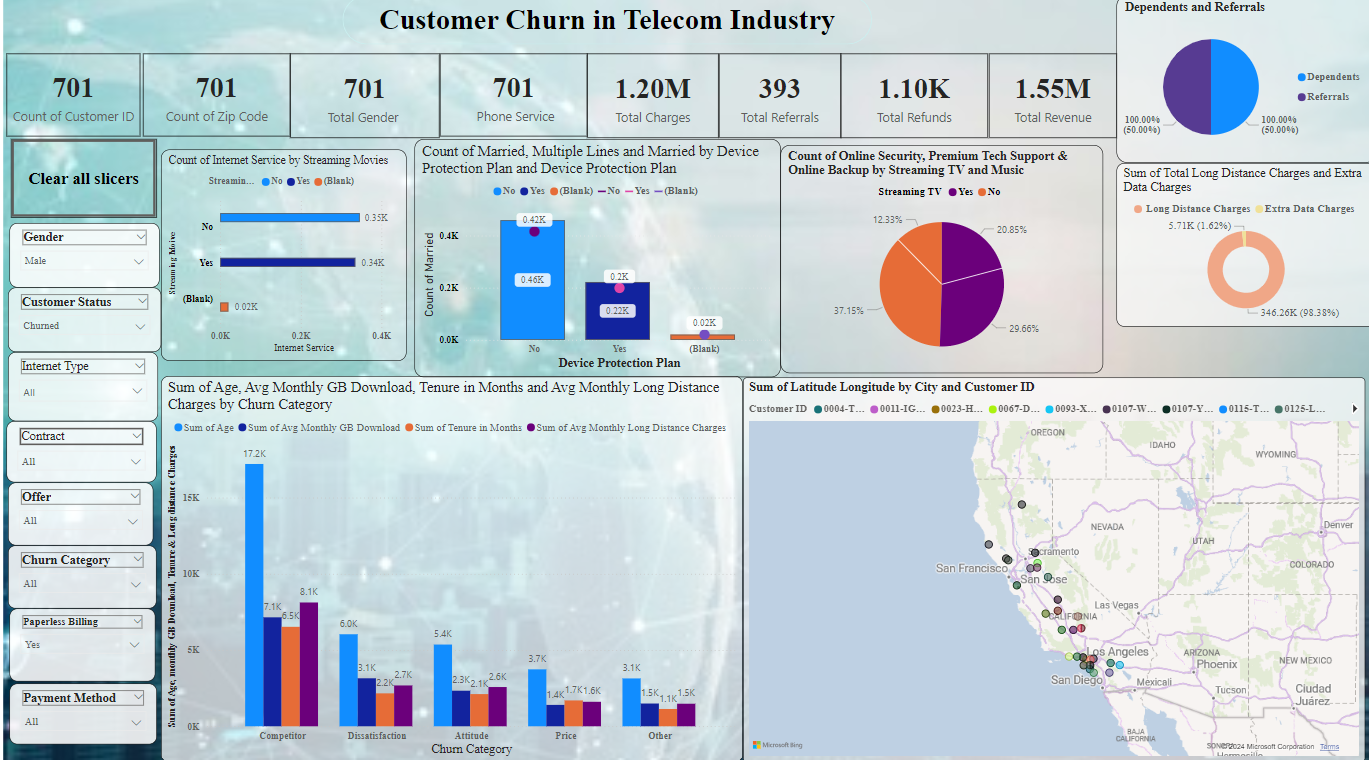 Customer Churn in Telecom Industry
701
Count of Customer ID
701
Count of Zip Code
701
Total Gender
701
Phone Service
1.20M
Total Charges
393
Total Referrals
1.10K
Total Refunds
1.55M
Total Revenue
Dependents and Referrals
Dependents
Referrals
100.00%
(50.00%)
100.00%
(50.00%)
Clear all slicers
Gender
Male
Customer Status
Churned
Internet Type
All
Contract
All
Offer
All
Churn Category
All
Paperless Billing
Yes
Payment Method
All
Count of Internet Service by Streaming Movies
Streamin... No Yes (Blank)
Streaming Moive
No
0.35K
Yes
0.34K
(Blank)
0.02K
0.0K 0.2K 0.4K
Internet Service
Count of Married, Multiple Lines and Married by Device
Protection Plan and Device Protection Plan
No Yes (Blank) No Yes (Blank)
Count of Married
0.4K
0.2K
0.0K
0.42K
0.46K
0.2K
0.22K
0.02K
No Yes (Blank)
Device Protection Plan
Count of Online Security, Premium Tech Support &
Online Backup by Streaming TV and Music
Streaming TV Yes No
12.33%
20.85%
37.15%
29.66%
Sum of Total Long Distance Charges and Extra
Data Charges
Long Distance Charges Extra Data Charges
5.71K (1.62%)
346.26K (98.38%)
Sum of Age, Avg Monthly GB Download, Tenure in Months and Avg Monthly Long Distance
Charges by Churn Category
Sum of Age Sum of Avg Monthly GB Download Sum of Tenure in Months Sum of Avg Monthly Long Distance Charges
Sum of Age, monthly GB Download, Tenure & Long distance Charges
15K
10K
5K
0K
17.2K
7.1K
6.5K
8.1K
6.0K
3.1K
2.2K
2.7K
5.4K
2.3K
2.1K
2.6K
3.7K
1.4K
1.7K
1.6K
3.1K
1.5K
1.1K
1.5K
Competitor Dissatisfaction Attitude Price Other
Churn Category
Sum of Latitude Longitude by City and Customer ID
Customer ID 0004-T... 0011-IG... 0023-H... 0067-D... 0093-X... 0107-W... 0107-Y... 0115-T... 0125-L...
OREGON
IDAHO
WYOMING
NEVADA
Denver
UTAH
Sacramento
San Francisco
COLORADO
San Jose
Las Vegas
CALIFORNIA
Los Angeles
ARIZONA
Phoenix
NEW MEXICO
San Diego
Mexicali
Tucson
Ciudad
Juárez
BAJA
CALIFORNIA
Hermosillo
Microsoft Bing
© 2024 Microsoft Corporation Terms